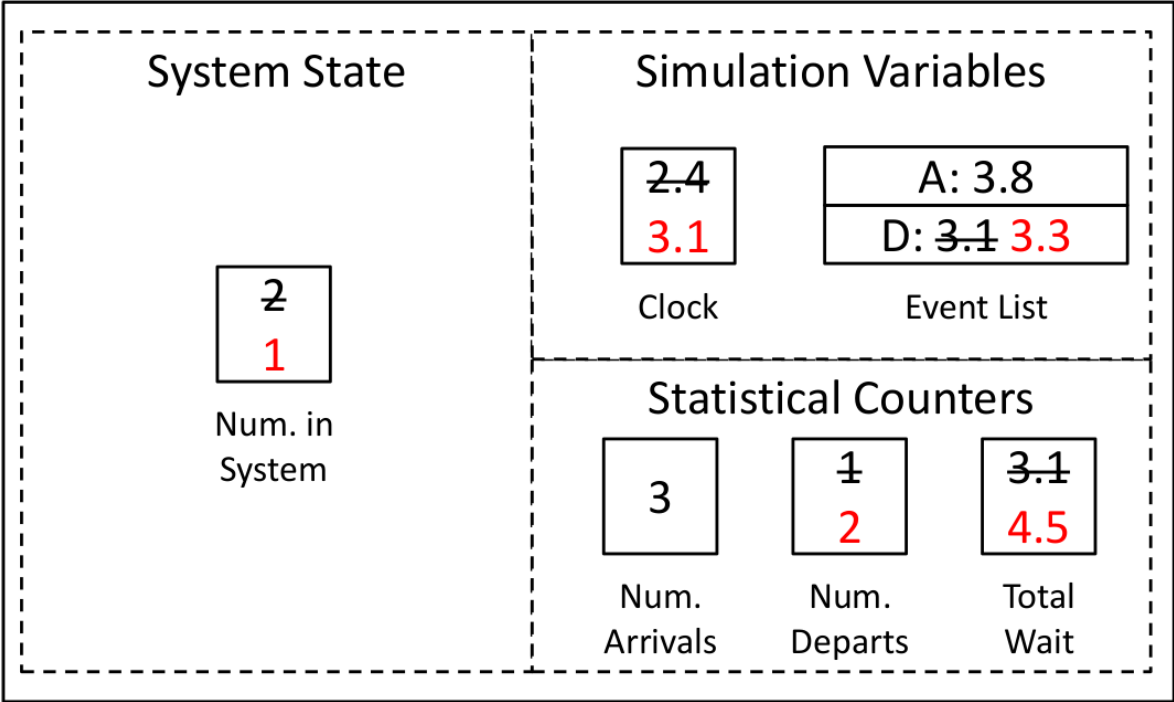 System State
2
1
Num. in
System
Simulation Variables
2.4
3.1
Clock
A: 3.8
D: 3.1 3.3
Event List
Statistical Counters
3
Num.
Arrivals
1
2
Num.
Departs
3.1
4.5
Total
Wait